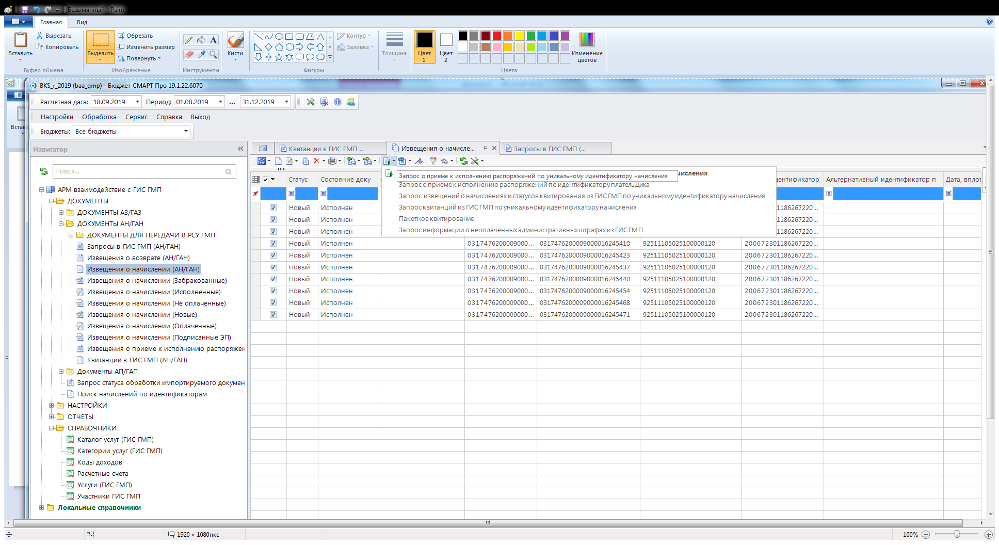 Безымянный - Paint
Главная Вид
Вставить
Вырезать
Копировать
Буфер обмена
Выделить
Обрезать
Изменить размер
Повернуть
Изображение
Инструменты
Кисти
Контур
Заливка
Фигуры
Толщина
Цвет 1
Цвет 2
Изменение цветов
Цвета
BKS_r_2019 (baa_gmp) - Бюджет-СМАРТ Про 19.1.22.6070
Расчетная дата: 18.09.2019 Период: 01.08.2019 ... 31.12.2019
Настройки Обработка Сервис Справка Выход
Бюджеты: Все бюджеты
Навигатор
Поиск...
АРМ взаимодействие с ГИС ГМП
ДОКУМЕНТЫ
ДОКУМЕНТЫ АЗ/ГАЗ
ДОКУМЕНТЫ АН/ГАН
ДОКУМЕНТЫ ДЛЯ ПЕРЕДАЧИ В РСУ ГМП
Запросы в ГИС ГМП (АН/ГАН)
Извещения о возврате (АН/ГАН)
Извещения о начислении (АН/ГАН)
Извещения о начислении (Забракованные)
Извещения о начислении (Исполненные)
Извещения о начислении (Не оплаченные)
Извещения о начислении (Новые)
Извещения о начислении (Оплаченные)
Извещения о начислении (Подписанные ЭП)
Извещения о приеме к исполнению распоряжен
Квитанции в ГИС ГМП (АН/ГАН)
Документы АП/ГАП
Запрос статуса обработки импортируемого докумен
Поиск начислений по идентификаторам
НАСТРОЙКИ
ОТЧЕТЫ
СПРАВОЧНИКИ
Каталог услуг (ГИС ГМП)
Категории услуг (ГИС ГМП)
Коды доходов
Расчетные счета
Услуги (ГИС ГМП)
Участники ГИС ГМП
Локальные справочники
Квитанции в ГИС ГМП ... Извещения о начисле... Запросы в ГИС ГМП (...
РСУ ГМП
Статус Состояние доку дентификатор Альтернативный идентификатор п Дата, вплот
числения
Запрос о приеме к исполнению распоряжений по уникальному идентификатору начисления
Запрос о приеме к исполнению распоряжений по идентификатору плательщика
Запрос извещений о начислениях и статусов квитирования из ГИС ГМП по уникальному идентификатору начисления
Запрос квитанций из ГИС ГМП по уникальному идентификатору начисления
Пакетное квитирование
Запрос информации о неоплаченных административных штрафах из ГИС ГМП
Новый Исполнен 1186267220...
Новый Исполнен 1186267220...
Новый Исполнен 1186267220...
Новый Исполнен 0317476200009000 ... 0317476200009000016245410 92511105025100000120 200672301186267220...
Новый Исполнен 0317476200009000 ... 0317476200009000016245423 92511105025100000120 200672301186267220...
Новый Исполнен 0317476200009000 ... 0317476200009000016245437 92511105025100000120 200672301186267220...
Новый Исполнен 0317476200009000 ... 0317476200009000016245440 92511105025100000120 200672301186267220...
Новый Исполнен 0317476200009000 ... 0317476200009000016245454 92511105025100000120 200672301186267220...
Новый Исполнен 0317476200009000 ... 0317476200009000016245468 92511105025100000120 200672301186267220...
Новый Исполнен 0317476200009000 ... 0317476200009000016245471 92511105025100000120 200672301186267220...
Встав
1920 × 1080пкс 100%